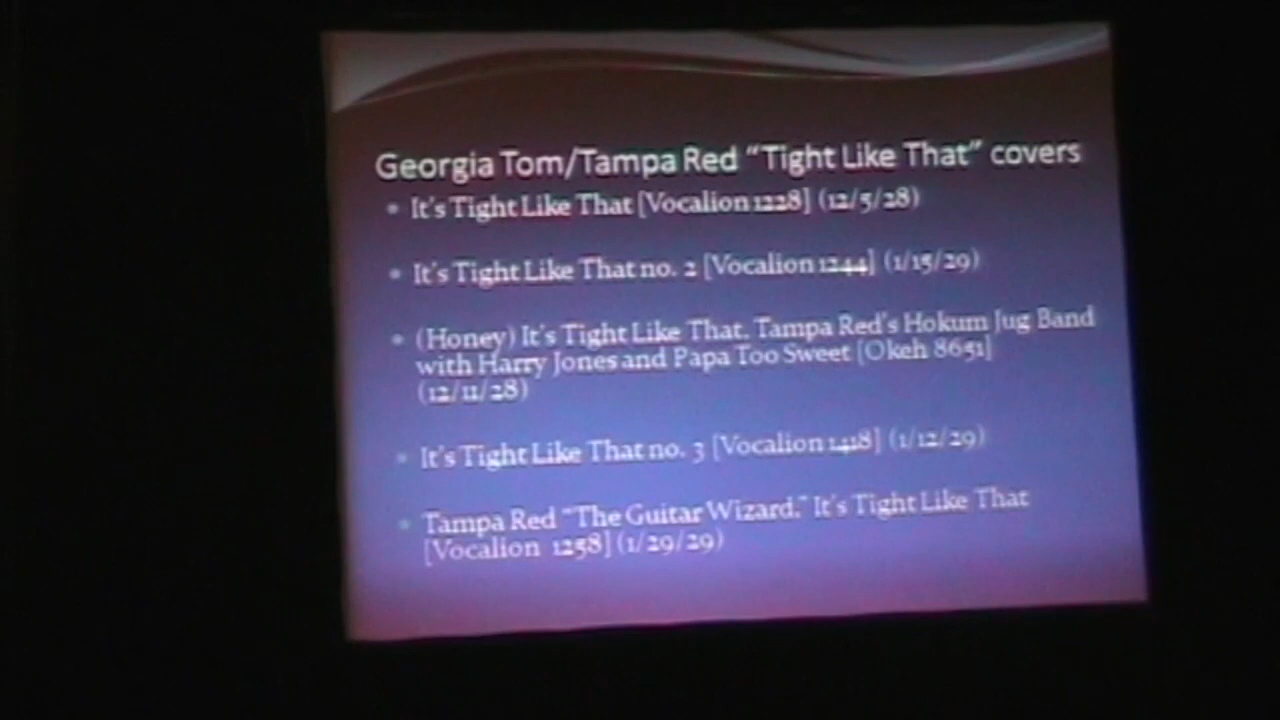 Georgia Tom/Tampa Red “Tight Like That” covers
• It's Tight Like That [Vocalion 1228] (12/5/28)
• It's Tight Like That no. 2 [Vocalion 1244] (1/15/29)
• (Honey) It's Tight Like That. Tampa Red's Hokum Jug Band
with Harry Jones and Papa Too Sweet [Okeh 8651]
(12/11/28)
• It's Tight Like That no. 3 [Vocalion 1418] (1/12/29)
• Tampa Red “The Guitar Wizard.” It's Tight Like That
[Vocalion 1258] (1/29/29)